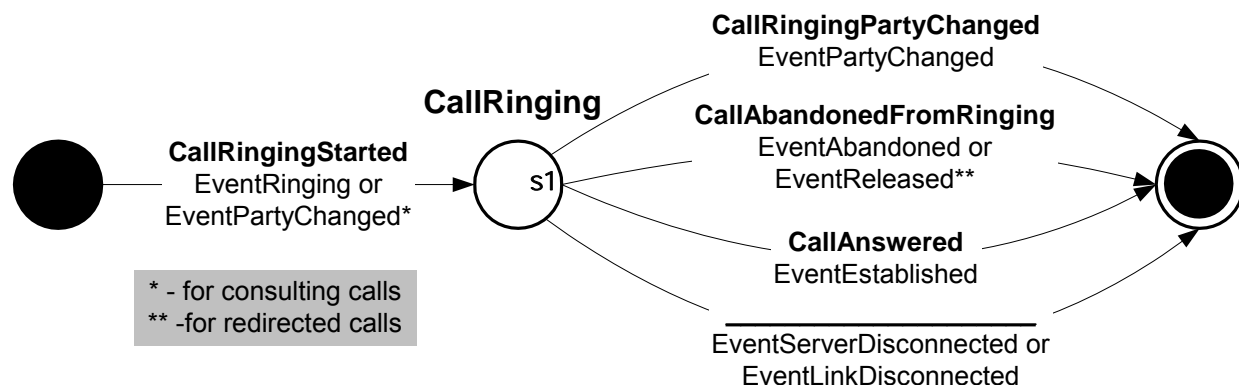 CallRingingPartyChanged
EventPartyChanged
CallRinging
CallAbandonedFromRinging
EventAbandoned or
EventReleased**
CallRingingStarted
EventRinging or
EventPartyChanged*
s1
CallAnswered
EventEstablished
* - for consulting calls
** -for redirected calls
EventServerDisconnected or
EventLinkDisconnected